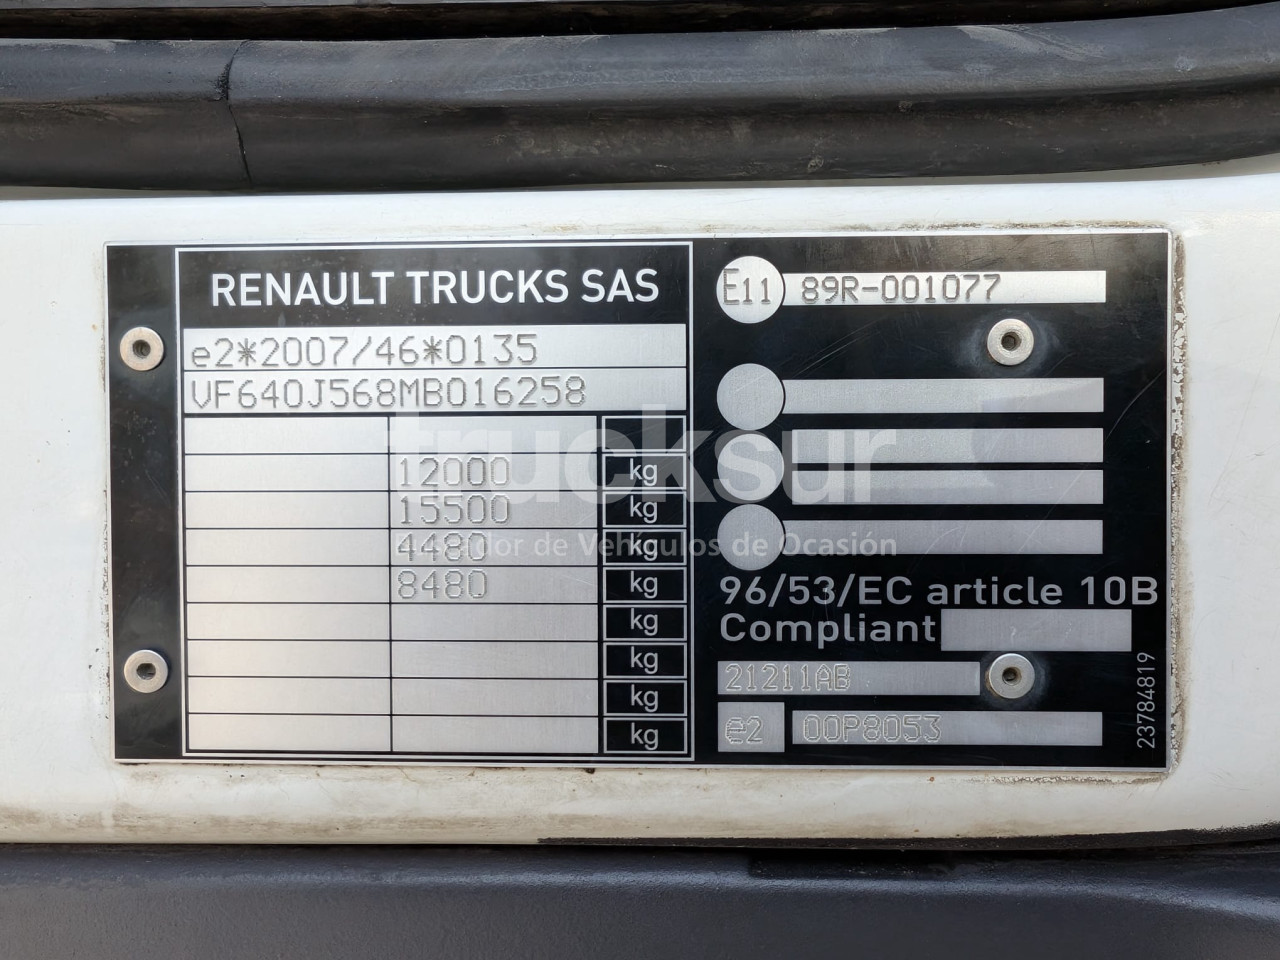 RENAULT TRUCKS SAS
e2*2007/46*0135
VF640J568MB016258
12000 kg
15500 kg
4480 kg
8480 kg
kg
kg
kg
kg
E11 89R-001077
96/53/EC article 10B
Compliant
21211AB
e2 00P8053
23784819
trucksur
de Vehículos de Ocasión